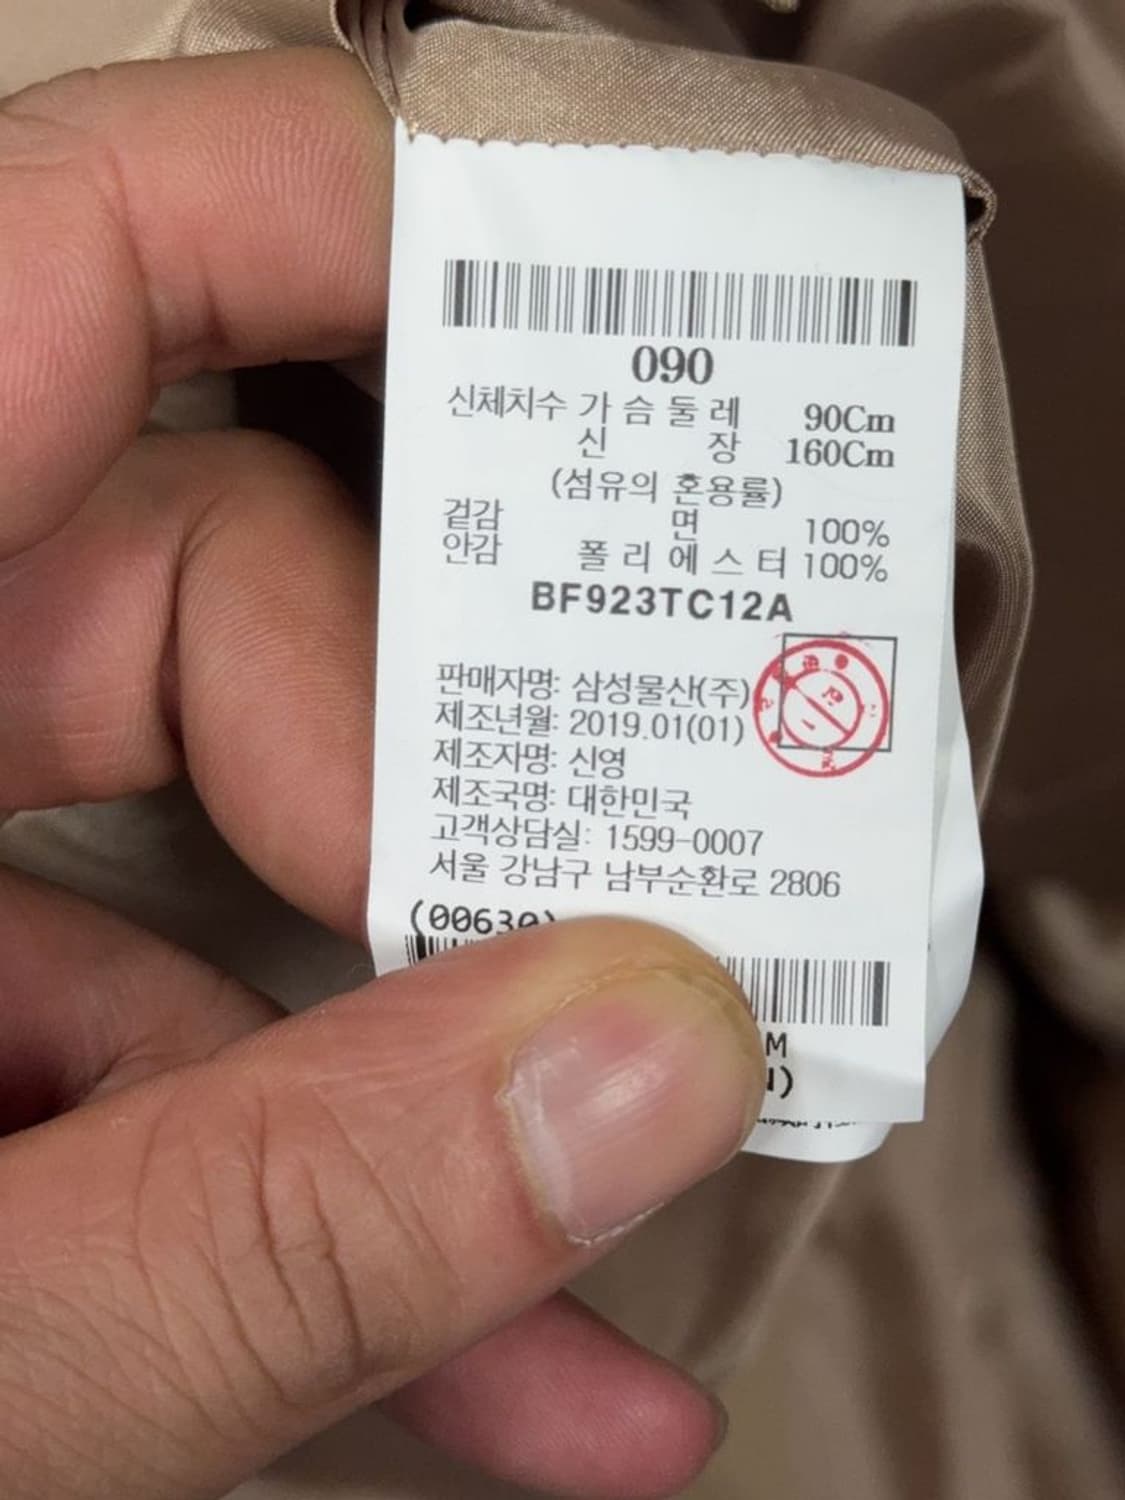 090
신체치수 가 슴 둘 레 90Cm
신 장 160Cm
(섬유의 혼용률)
겉감 면 100%
안감 폴 리 에 스 터 100%
BF923TC12A
판매자명: 삼성물산(주)
제조년월: 2019.01(01)
제조자명: 신영
제조국명: 대한민국
고객상담실: 1599-0007
서울 강남구 남부순환로 2806
M